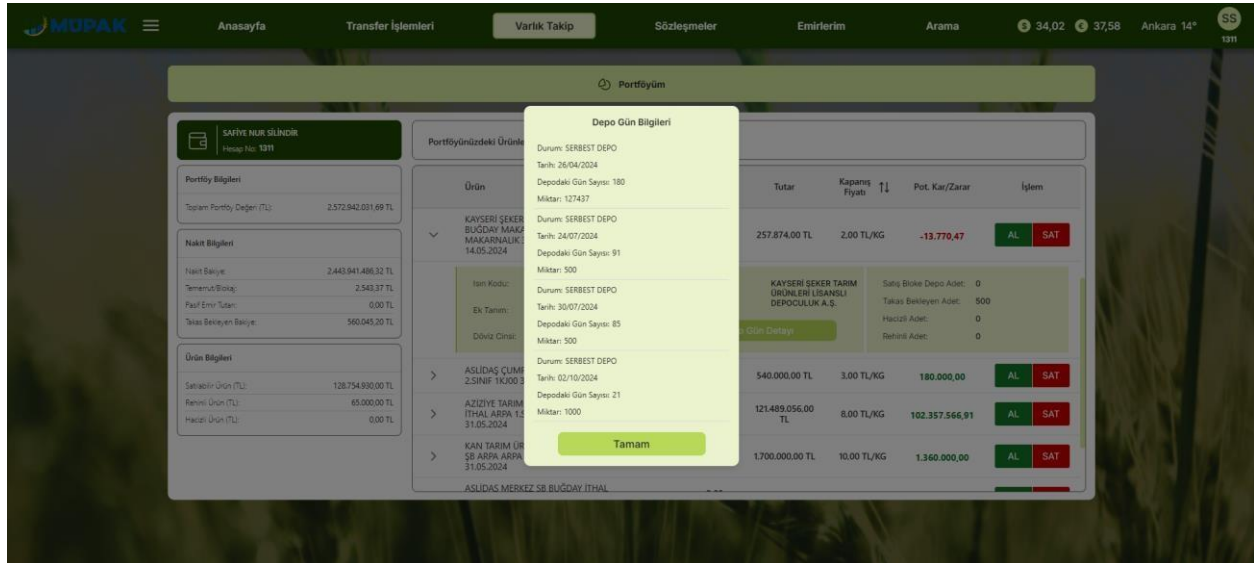 MÜPAK
Anasayfa
Transfer İşlemleri
Varlık Takip
Sözleşmeler
Emirlerim
Arama
$ 34,02 € 37,58
Ankara 14°
SS
1311
Portföyüm
SAFİYE NUR SİLİNDİR
Hesap No: 1311
Portföy Bilgileri
Toplam Portföy Değeri (TL): 2.572.942.031,69 TL
Nakit Bilgileri
Nakit Bakiye: 2.443.941.486,32 TL
Temerrut/Blokaj: 2.543,37 TL
Pasif Emir Tutarı: 0,00 TL
Takas Bekleyen Bakiye: 560.045,20 TL
Ürün Bilgileri
Satılabilir Ürün (TL): 128.754.930,00 TL
Rehinli Ürün (TL): 65.000,00 TL
Hacizli Ürün (TL): 0,00 TL
Portföyünüzdeki Ürünle
Ürün
Tutar
Kapanış
Fiyatı
Pot. Kar/Zarar
İşlem
KAYSERİ ŞEKER
BUĞDAY MAKA
MAKARNALIK
14.05.2024
257.874,00 TL
2,00 TL/KG
-13.770,47
AL SAT
Isın Kodu:
Ek Tanım:
Döviz Cinsi:
KAYSERİ ŞEKER TARIM
ÜRÜNLERİ LİSANSLI
DEPOCULUK A.Ş.
Gün Detayı
Satış Bloke Depo Adet: 0
Takas Bekleyen Adet: 500
Hacizli Adet: 0
Rehinli Adet: 0
ASLIDAŞ ÇUMR
2.SINIF 1KJ00
540.000,00 TL
3,00 TL/KG
180.000,00
AL SAT
AZİZİYE TARIM
İTHAL ARPA
31.05.2024
121.489.056,00
TL
8,00 TL/KG
102.357.566,91
AL SAT
KAN TARIM ÜR
ŞB ARPA ARPA
31.05.2024
1.700.000,00 TL
10,00 TL/KG
1.360.000,00
AL SAT
ASLIDAŞ MERKEZ ŞB BUĞDAY İTHAL
Depo Gün Bilgileri
Durum: SERBEST DEPO
Tarih: 26/04/2024
Depodaki Gün Sayısı: 180
Miktar: 127437
Durum: SERBEST DEPO
Tarih: 24/07/2024
Depodaki Gün Sayısı: 91
Miktar: 500
Durum: SERBEST DEPO
Tarih: 30/07/2024
Depodaki Gün Sayısı: 85
Miktar: 500
Durum: SERBEST DEPO
Tarih: 02/10/2024
Depodaki Gün Sayısı: 21
Miktar: 1000
Tamam